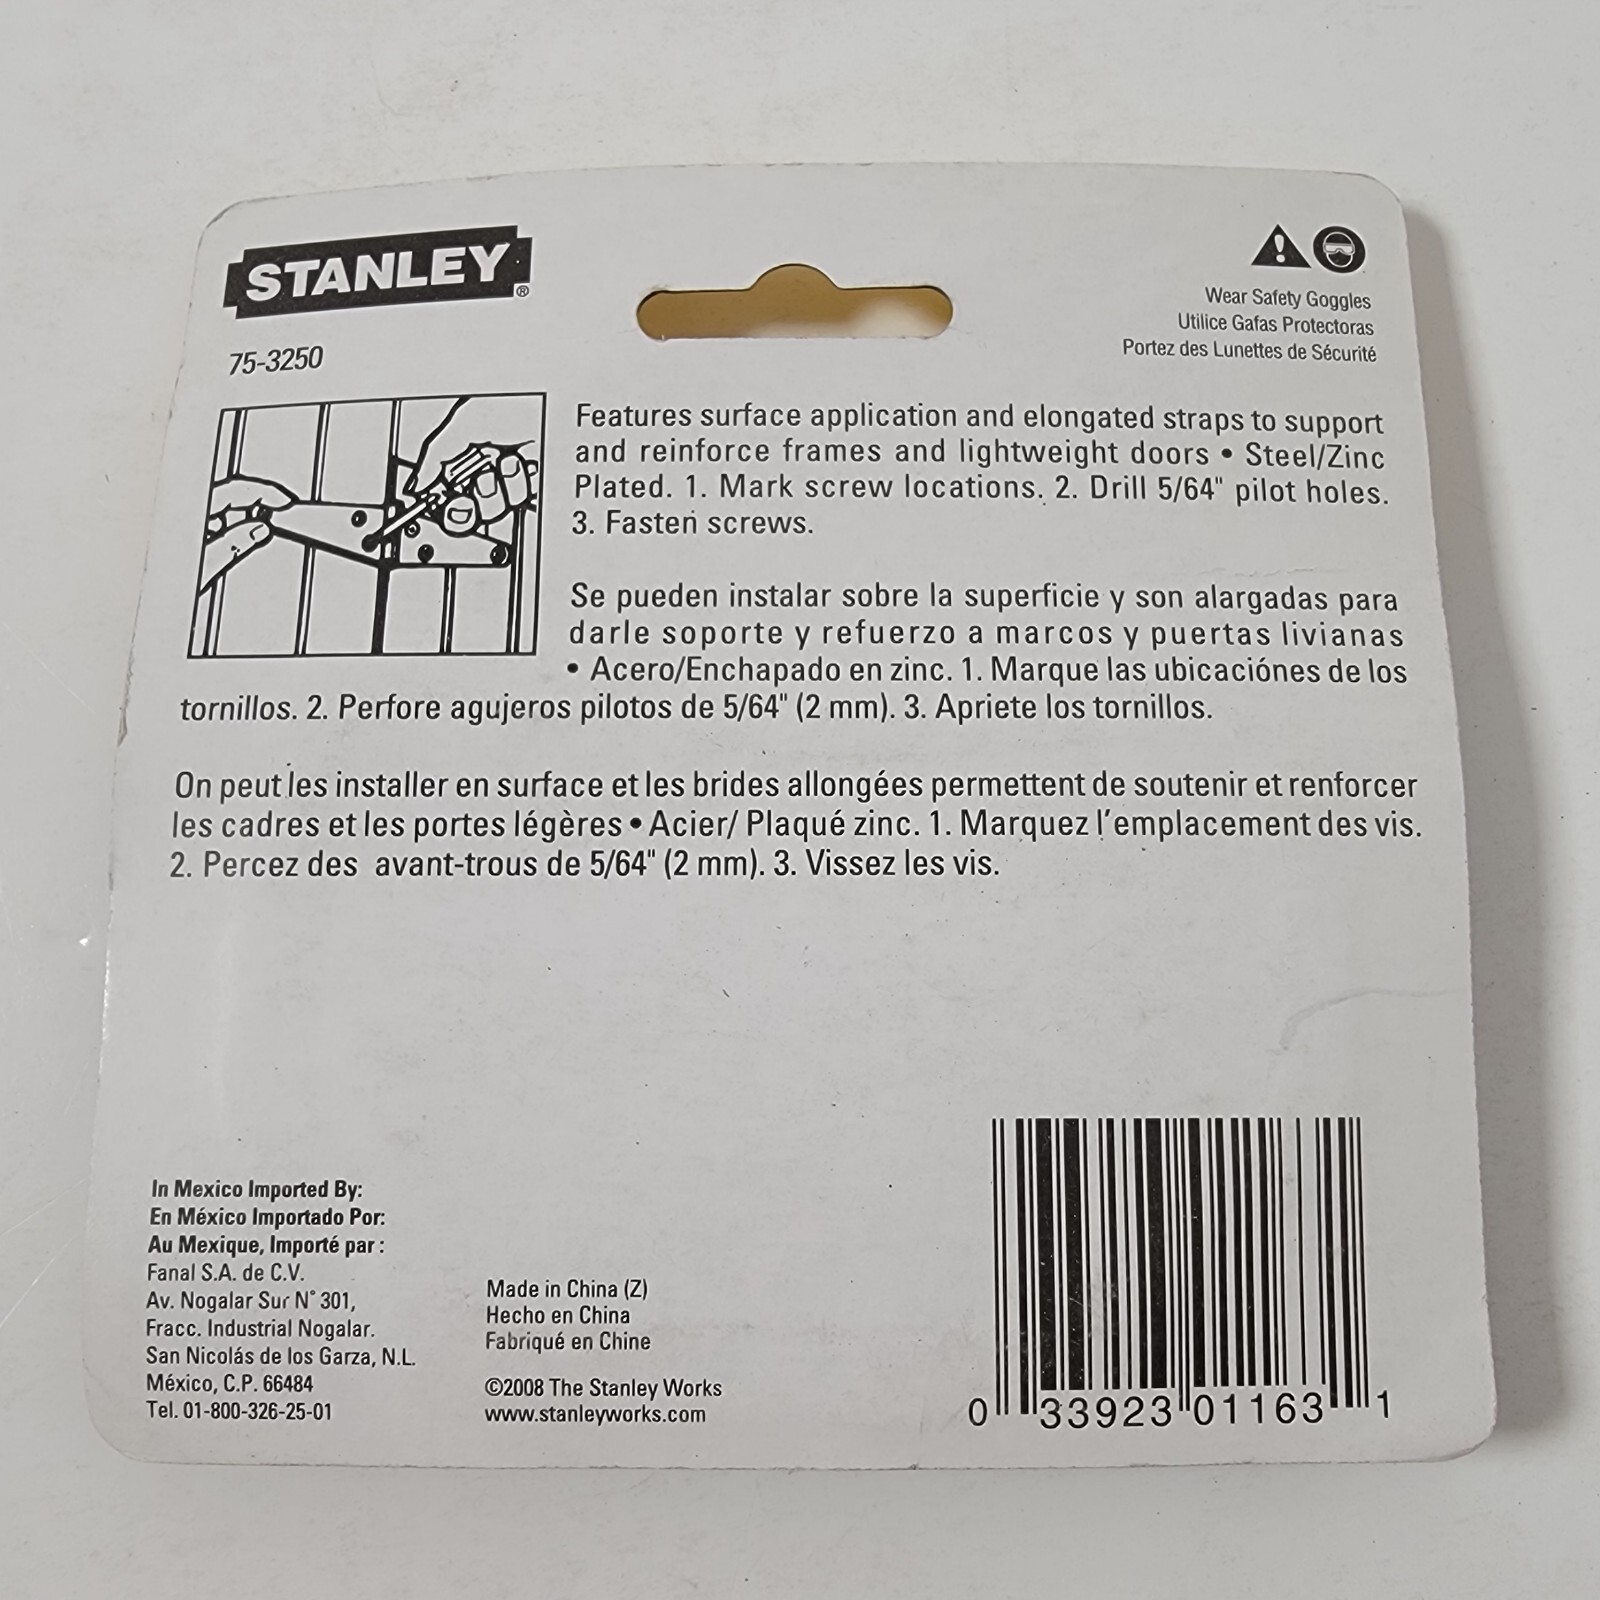 STANLEY®
75-3250
Wear Safety Goggles
Utilice Gafas Protectoras
Portez des Lunettes de Sécurité
Features surface application and elongated straps to support
and reinforce frames and lightweight doors • Steel/Zinc
Plated. 1. Mark screw locations. 2. Drill 5/64" pilot holes.
3. Fasten screws.
Se pueden instalar sobre la superficie y son alargadas para
darle soporte y refuerzo a marcos y puertas livianas
• Acero/Enchapado en zinc. 1. Marque las ubicaciónes de los
tornillos. 2. Perfore agujeros pilotos de 5/64" (2 mm). 3. Apriete los tornillos.
On peut les installer en surface et les brides allongées permettent de soutenir et renforcer
les cadres et les portes légères • Acier/ Plaqué zinc. 1. Marquez l'emplacement des vis.
2. Percez des avant-trous de 5/64" (2 mm). 3. Vissez les vis.
In Mexico Imported By:
En México Importado Por:
Au Mexique, Importé par :
Fanal S.A. de C.V.
Av. Nogalar Sur N° 301,
Fracc. Industrial Nogalar.
San Nicolás de los Garza, N.L.
México, C.P. 66484
Tel. 01-800-326-25-01
Made in China (Z)
Hecho en China
Fabriqué en Chine
©2008 The Stanley Works
www.stanleyworks.com
0 33923 01163 1